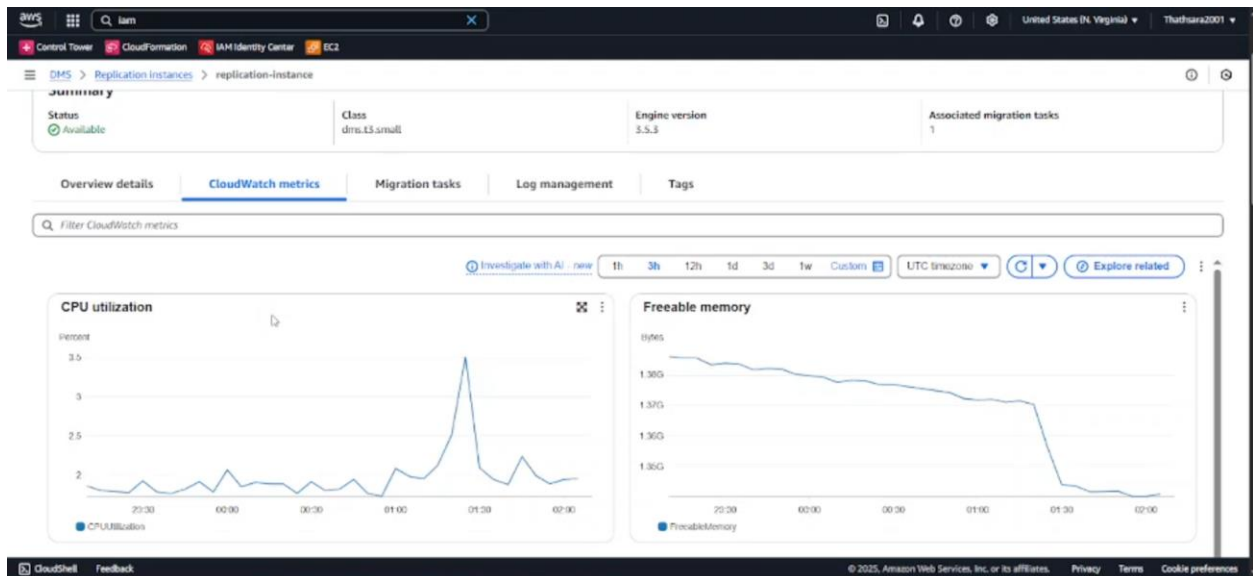 aws iam United States (N. Virginia) Thathsara2001
Control Tower CloudFormation IAM Identity Center EC2
DMS > Replication instances > replication-instance
Summary
Status Class Engine version Associated migration tasks
Available dms.t3.small 3.5.3 1
Overview details CloudWatch metrics Migration tasks Log management Tags
Filter CloudWatch metrics
Investigate with AI - new 1h 3h 12h 1d 3d 1w Custom UTC timezone Explore related
CPU utilization
Percent
3.5
3
2.5
2
23:30 00:00 00:30 01:00 01:30 02:00
CPUUtilization
Freeable memory
Bytes
1.38G
1.37G
1.36G
1.35G
23:30 00:00 00:30 01:00 01:30 02:00
FreeableMemory
CloudShell Feedback © 2025, Amazon Web Services, Inc. or its affiliates. Privacy Terms Cookie preferences